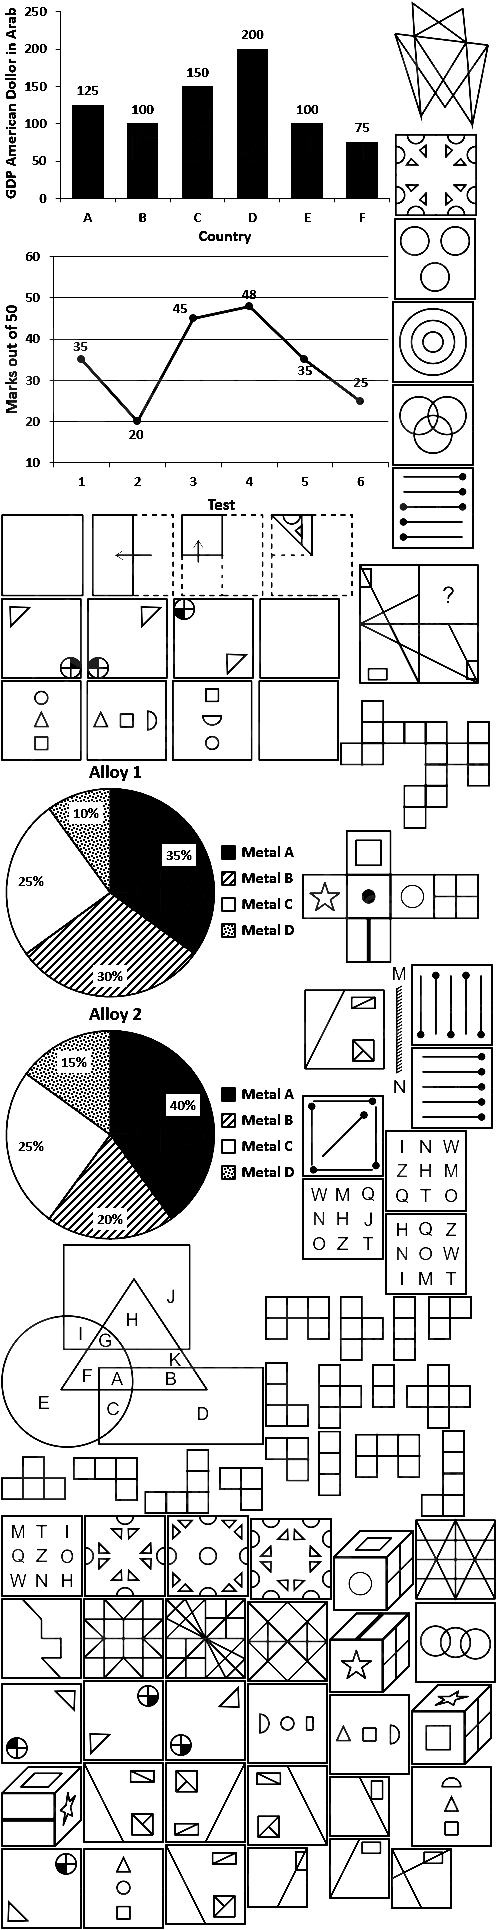 GDP American Dollor in Arab
250
200
150
100
50
0
125
100
150
200
100
75
A B C D E F
Country
Marks out of 50
60
50
40
30
20
10
35
20
45
48
35
25
1 2 3 4 5 6
Test
?
Alloy 1
10%
35%
25%
30%
Metal A
Metal B
Metal C
Metal D
Alloy 2
15%
40%
25%
20%
Metal A
Metal B
Metal C
Metal D
M
N
I N W
Z H M
Q T O
W M Q
N H J
O Z T
H Q Z
N O W
I M T
J
H
I
G
K
F
A
B
E
C
D
M T I
Q Z O
W N H